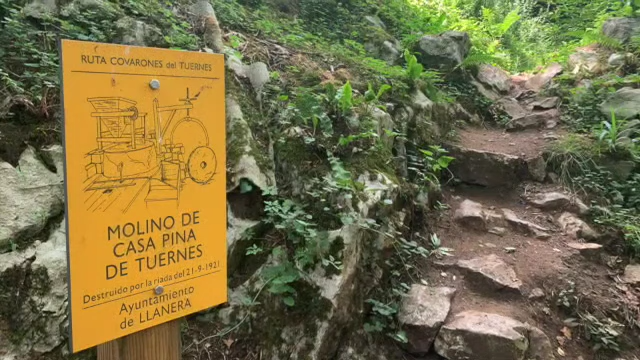 RUTA COVARONES del TUERNES
MOLINO DE
CASA PINA
DE TUERNES
Destruido por la riada del 21-9-1921
Ayuntamiento
de LLANERA